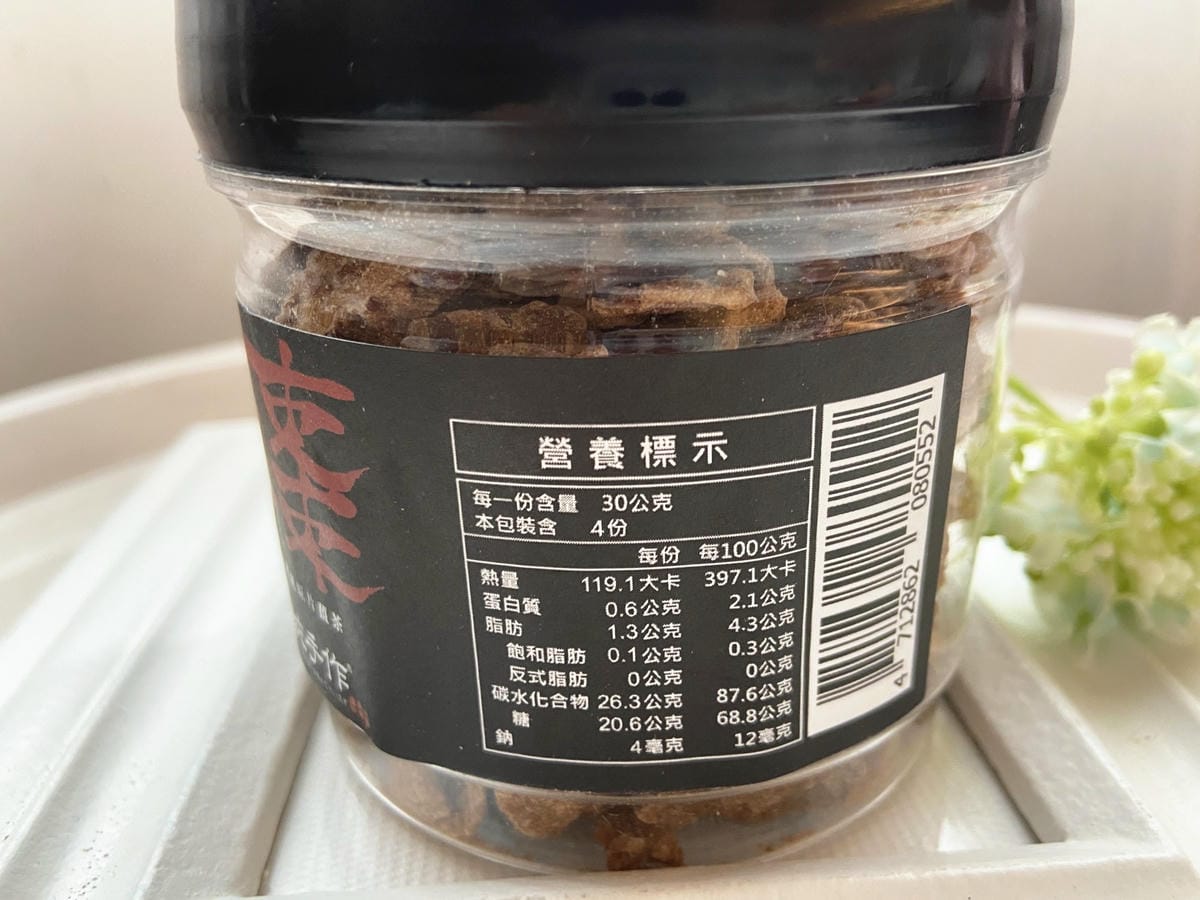 棗
手作
營養標示
每一份含量 30公克
本包裝含 4份
每份 每100公克
熱量 119.1大卡 397.1大卡
蛋白質 0.6公克 2.1公克
脂肪 1.3公克 4.3公克
飽和脂肪 0.1公克 0.3公克
反式脂肪 0公克 0公克
碳水化合物 26.3公克 87.6公克
糖 20.6公克 68.8公克
鈉 4毫克 12毫克
4 712862 080552